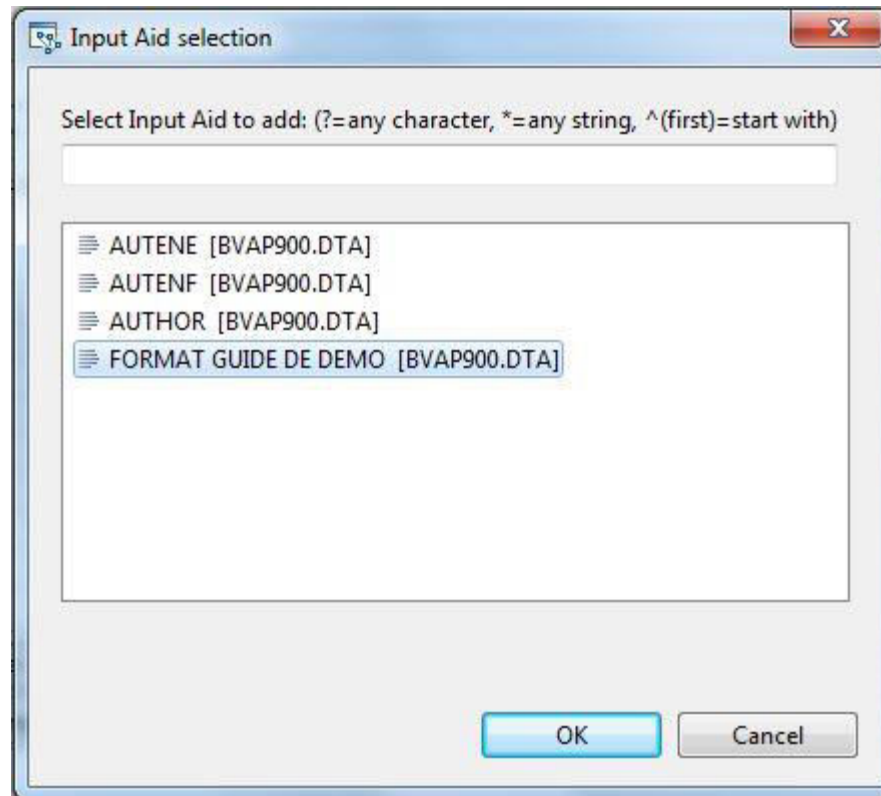 Input Aid selection
Select Input Aid to add: (?=any character, *=any string, ^(first)=start with)
AUTENE [BVAP900.DTA]
AUTENF [BVAP900.DTA]
AUTHOR [BVAP900.DTA]
FORMAT GUIDE DE DEMO [BVAP900.DTA]
OK Cancel